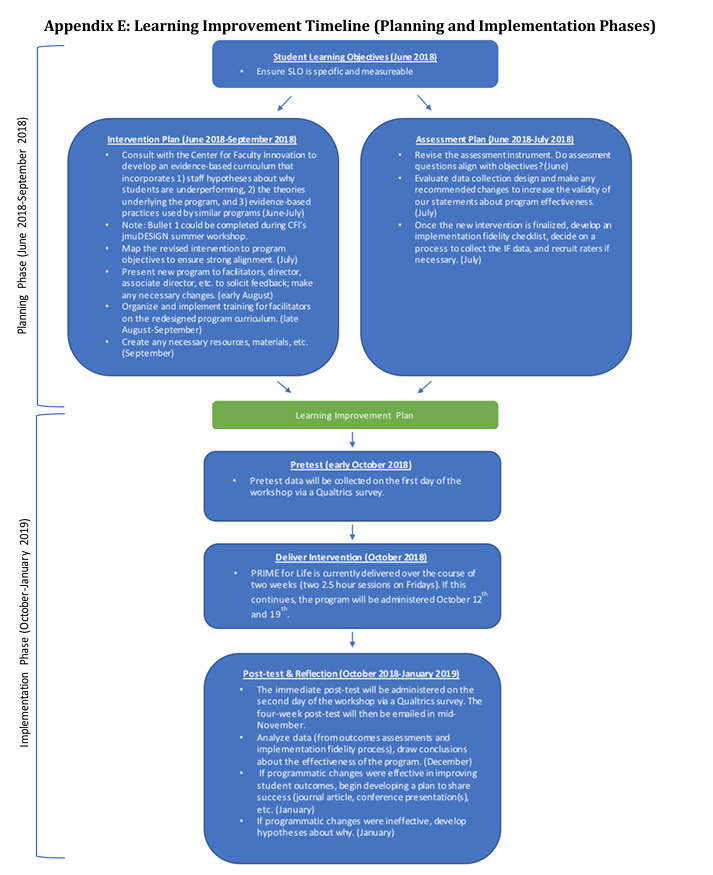 Appendix E: Learning Improvement Timeline (Planning and Implementation Phases)
Planning Phase (June 2018-September 2018)
Student Learning Objectives (June 2018)
• Ensure SLO is specific and measureable
Intervention Plan (June 2018-September 2018)
• Consult with the Center for Faculty Innovation to
develop an evidence-based curriculum that
incorporates 1) staff hypotheses about why
students are underperforming, 2) the theories
underlying the program, and 3) evidence-based
practices used by similar programs (June-July)
• Note: Bullet 1 could be completed during CFI's
jmuDESIGN summer workshop.
• Map the revised intervention to program
objectives to ensure strong alignment. (July)
• Present new program to facilitators, director,
associate director, etc. to solicit feedback; make
any necessary changes. (early August)
• Organize and implement training for facilitators
on the redesigned program curriculum. (late
August-September)
• Create any necessary resources, materials, etc.
(September)
Assessment Plan (June 2018-July 2018)
• Revise the assessment instrument. Do assessment
questions align with objectives? (June)
• Evaluate data collection design and make any
recommended changes to increase the validity of
our statements about program effectiveness.
(July)
• Once the new intervention is finalized, develop an
implementation fidelity checklist, decide on a
process to collect the IF data, and recruit raters if
necessary. (July)
Learning Improvement Plan
Implementation Phase (October-January 2019)
Pretest (early October 2018)
• Pretest data will be collected on the first day of the
workshop via a Qualtrics survey.
Deliver Intervention (October 2018)
• PRIME for Life is currently delivered over the course of
two weeks (two 2.5 hour sessions on Fridays). If this
continues, the program will be administered October 12th
and 19th.
Post-test & Reflection (October 2018-January 2019)
• The immediate post-test will be administered on the
second day of the workshop via a Qualtrics survey. The
four-week post-test will then be emailed in mid-
November.
• Analyze data (from outcomes assessments and
implementation fidelity process), draw conclusions
about the effectiveness of the program. (December)
• If programmatic changes were effective in improving
student outcomes, begin developing a plan to share
success (journal article, conference presentation(s),
etc. (January)
• If programmatic changes were ineffective, develop
hypotheses about why. (January)